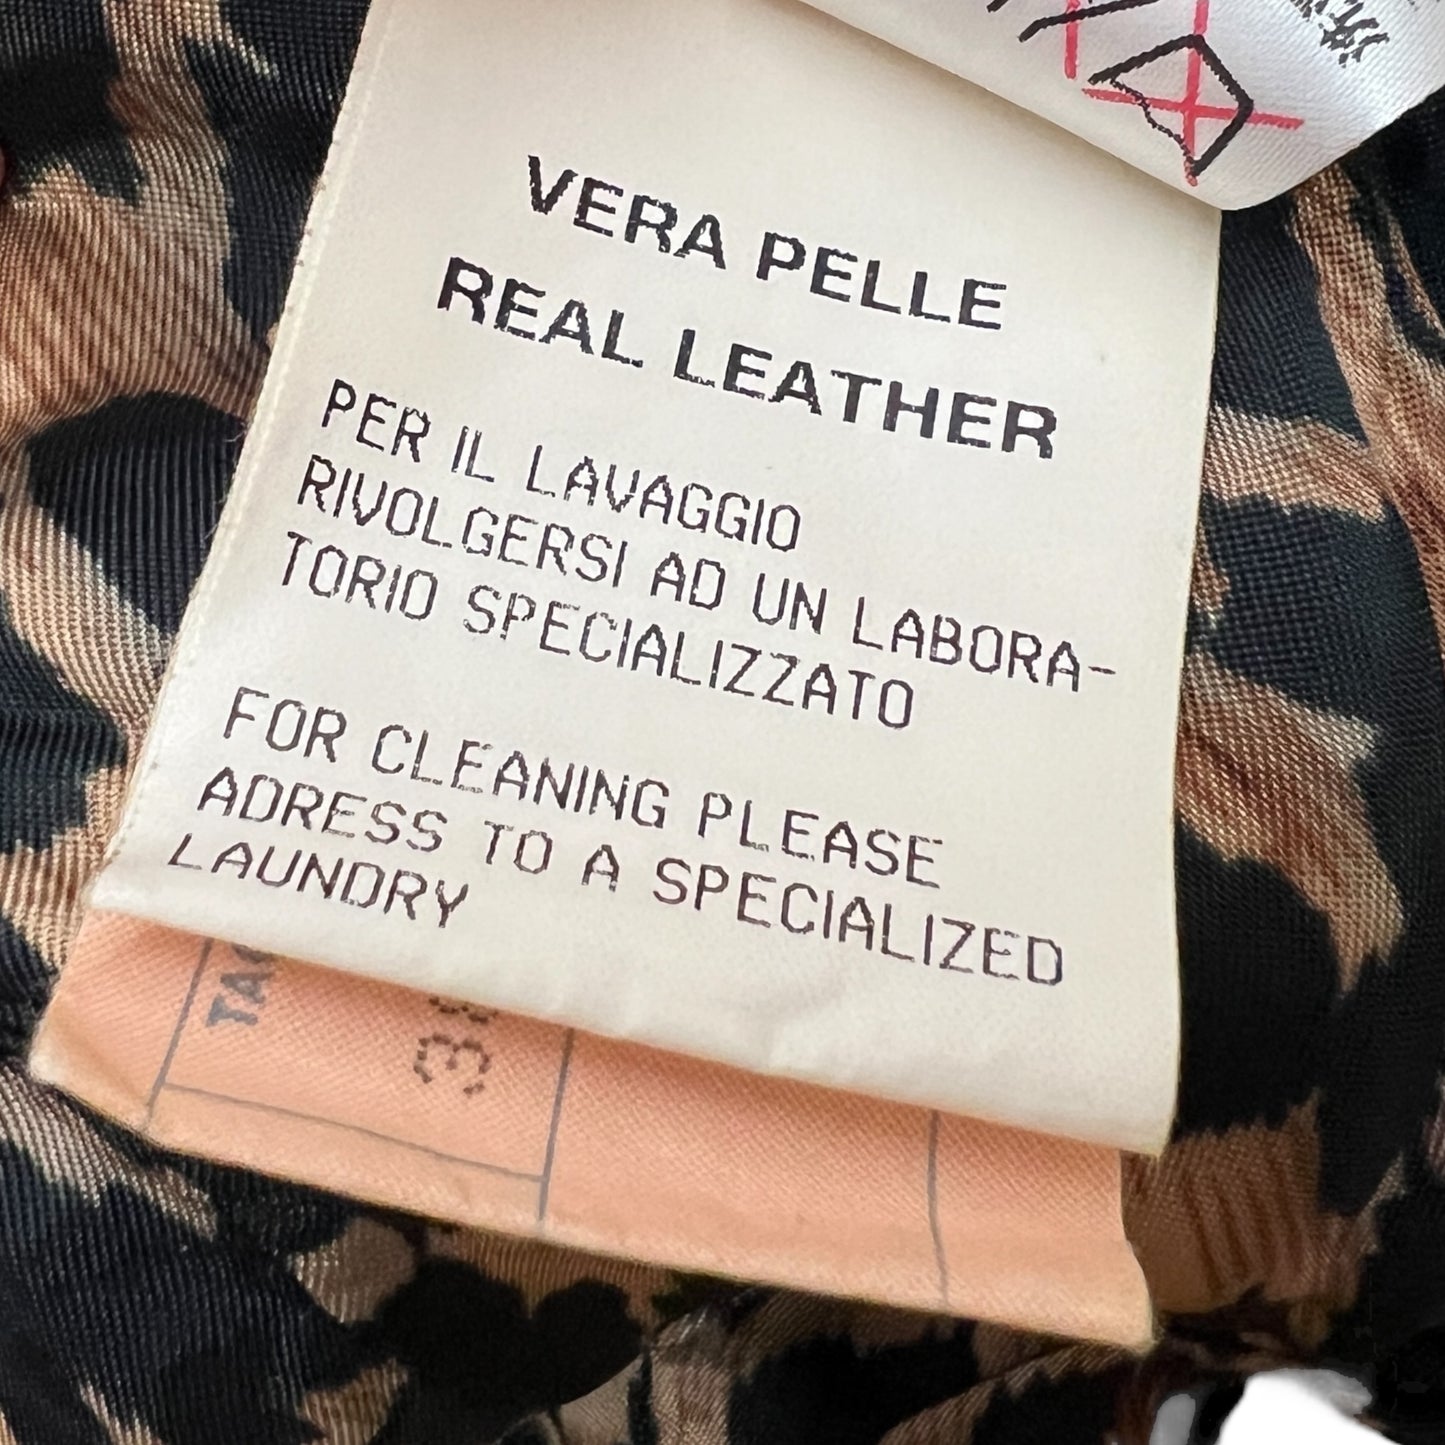 VERA PELLE
REAL LEATHER
PER IL LAVAGGIO
RIVOLGERSI AD UN LABORA-
TORIO SPECIALIZZATO
FOR CLEANING PLEASE
ADRESS TO A SPECIALIZED
LAUNDRY